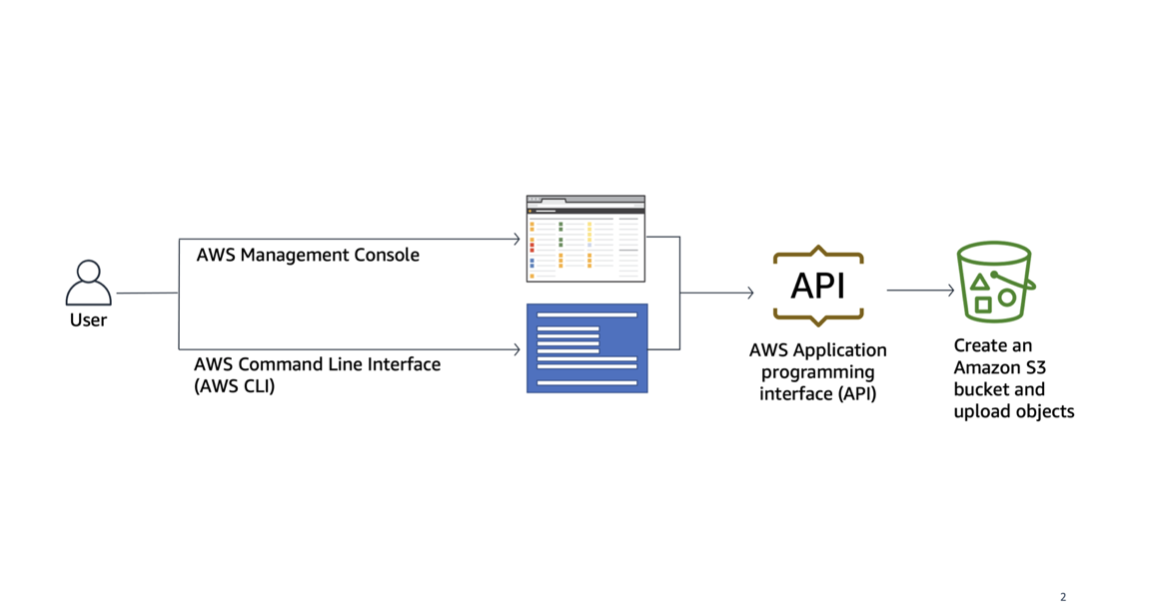 AWS Management Console
User
AWS Command Line Interface
(AWS CLI)
API
AWS Application
programming
interface (API)
Create an
Amazon S3
bucket and
upload objects
2